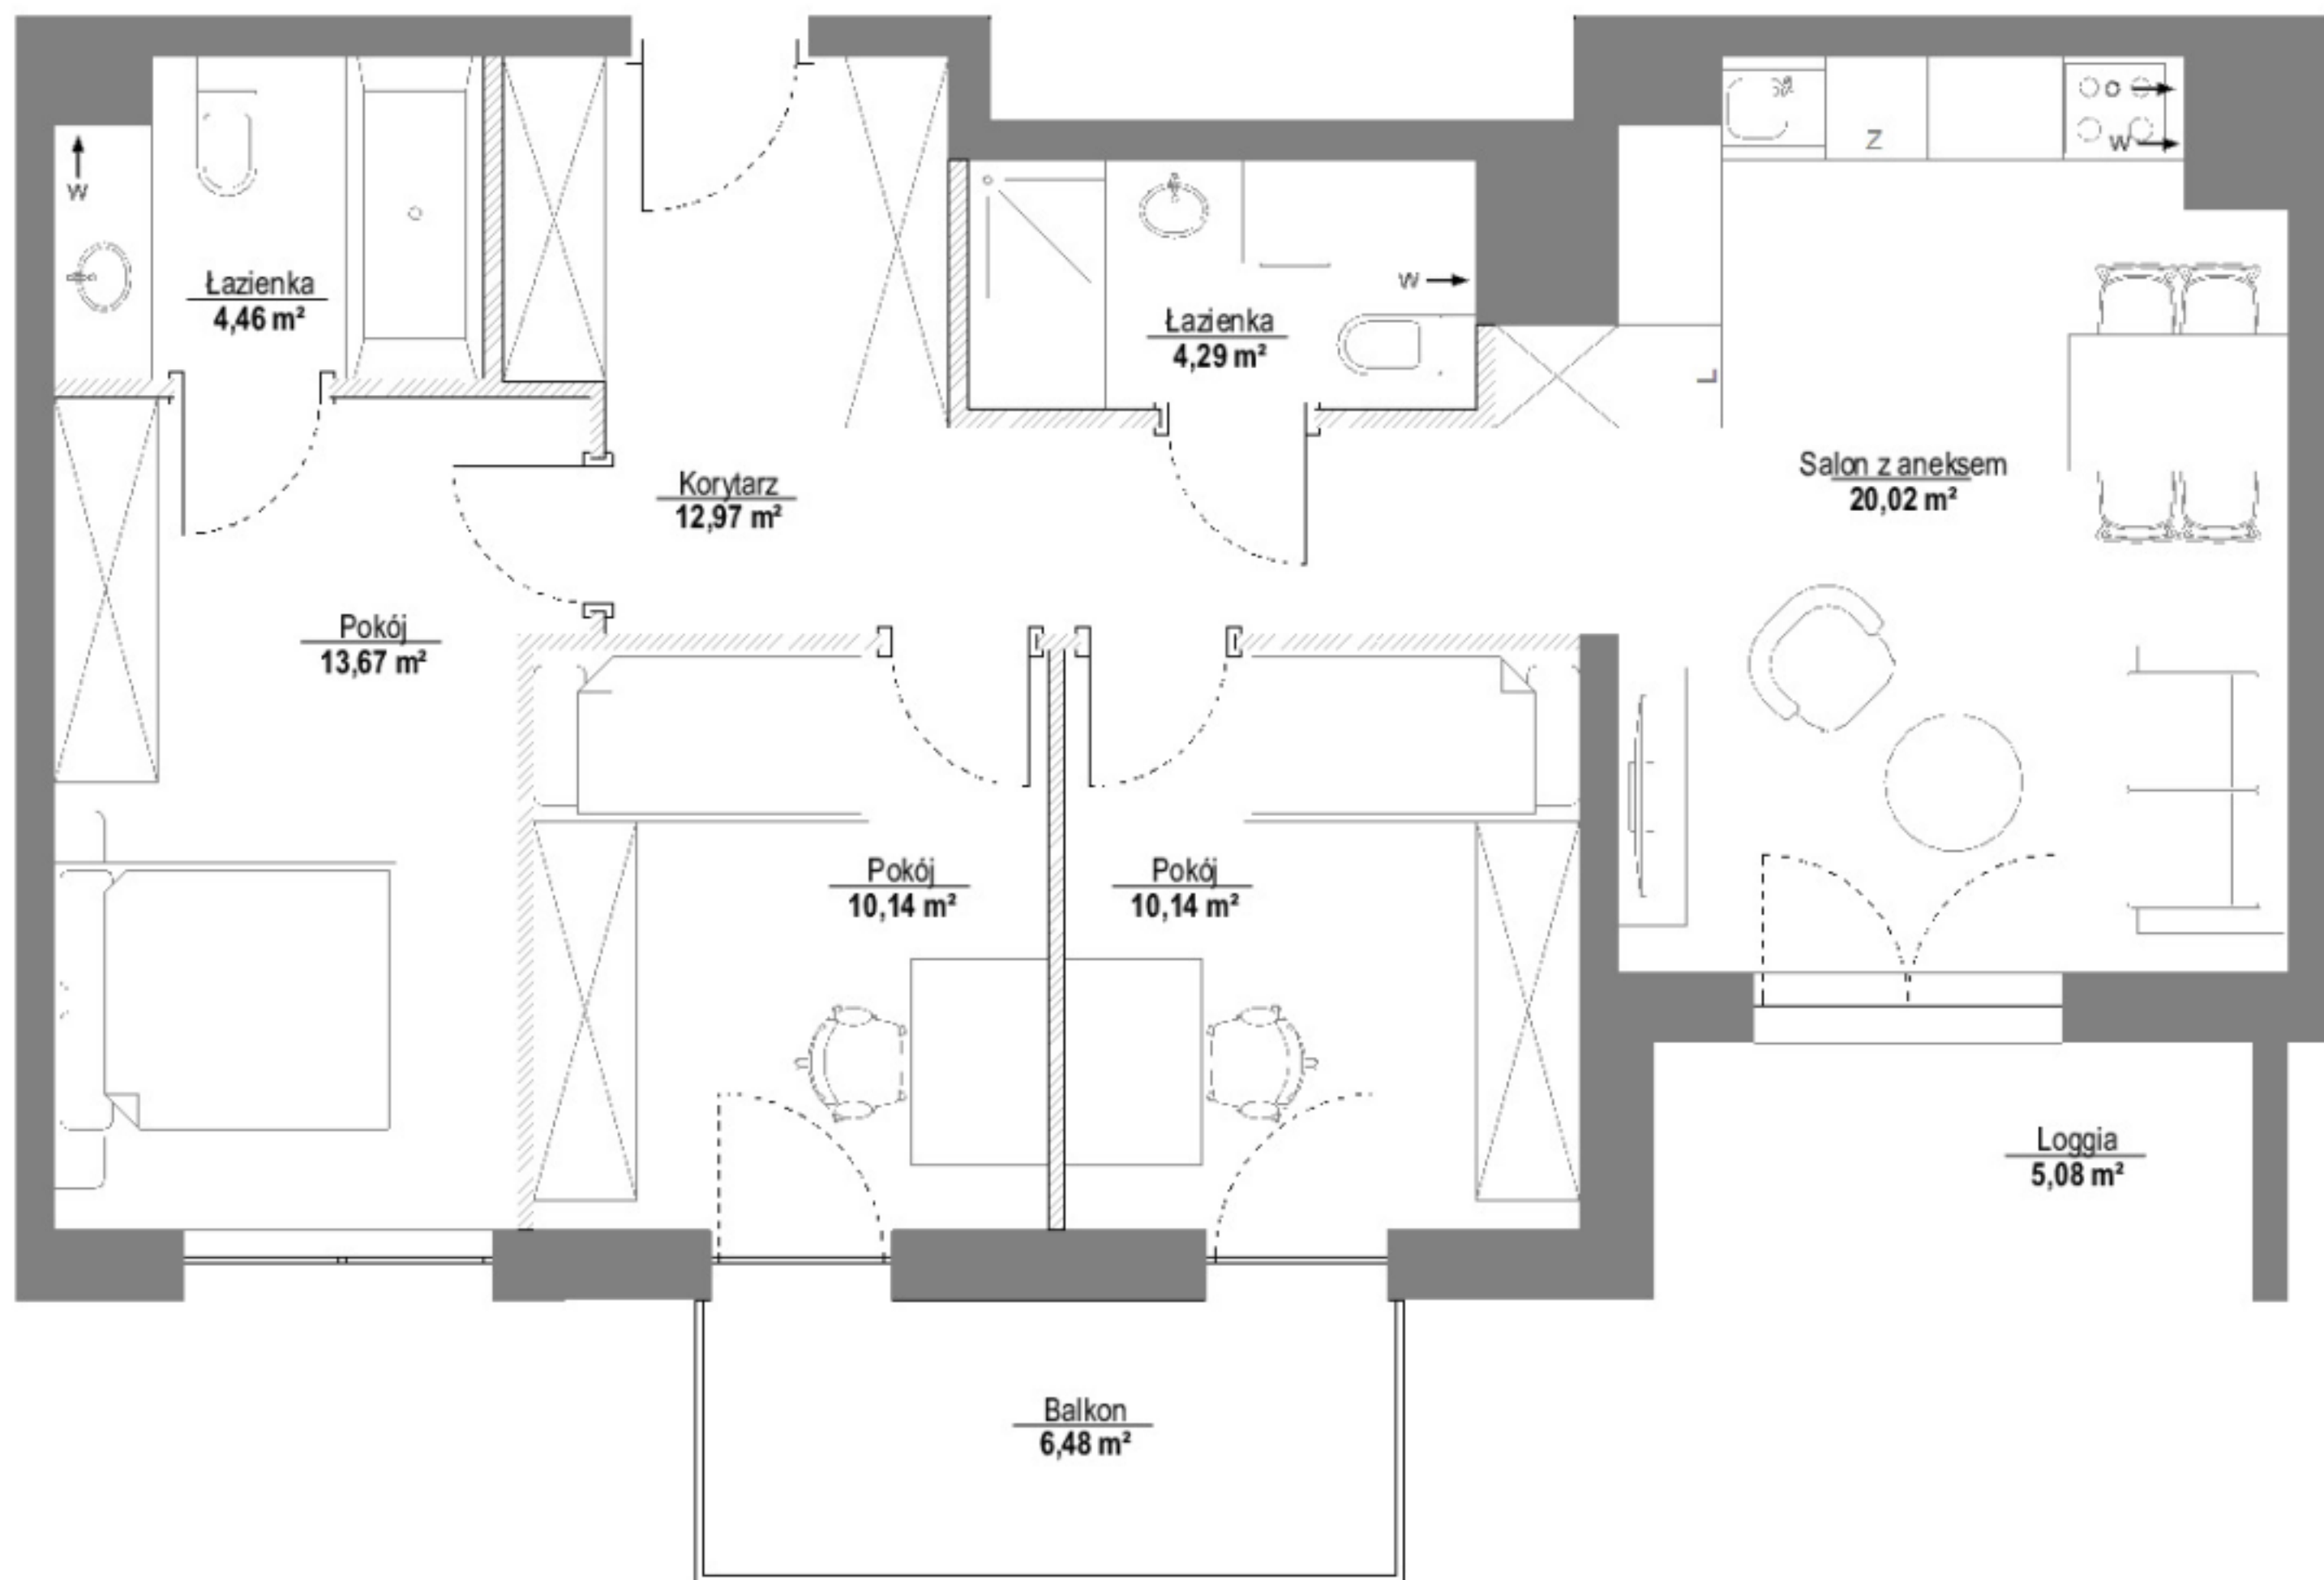 O
W
Z
W
Łazienka
4,46 m²
W
Łazienka
4,29 m²
L
Korytarz
12,97 m²
Salon z aneksem
20,02 m²
Pokój
13,67 m²
Pokój
10,14 m²
Pokój
10,14 m²
Loggia
5,08 m²
Balkon
6,48 m²